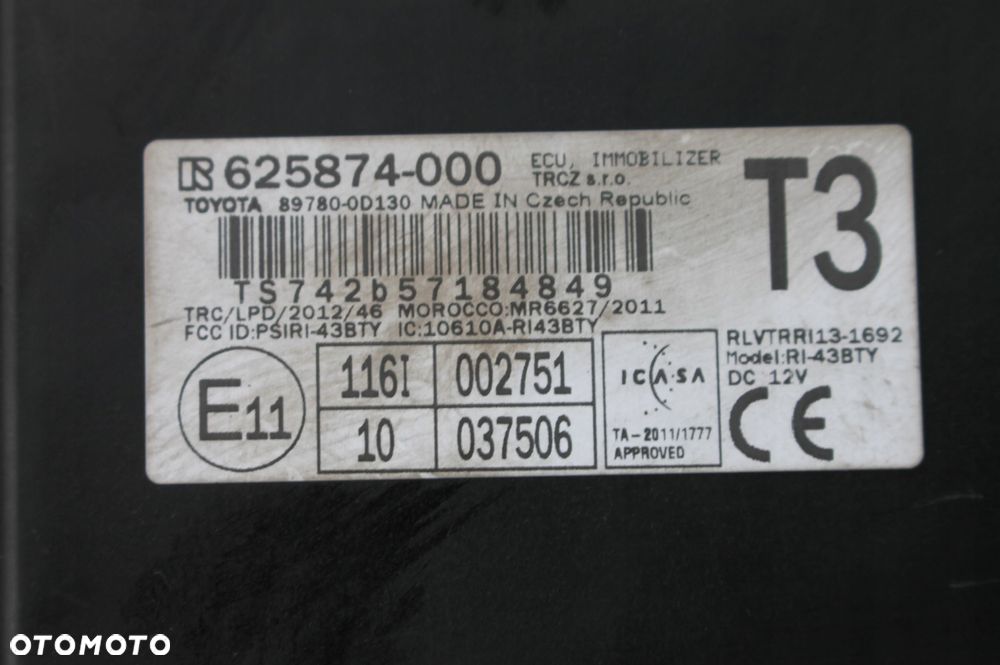 R 625874-000 ECU, IMMOBILIZER
TRCZ s.r.o.
T3
TOYOTA 89780-0D130 MADE IN Czech Republic
TS742b57184849
TRC/LPD/2012/46 MOROCCO:MR6627/2011
FCC ID:PSIRI-43BTY IC:10610A-RI43BTY
E11
116I 002751
10 037506
ICASA
TA-2011/1777
APPROVED
RLVTRRI13-1692
Model:RI-43BTY
DC 12V
CE
OTOMOTO